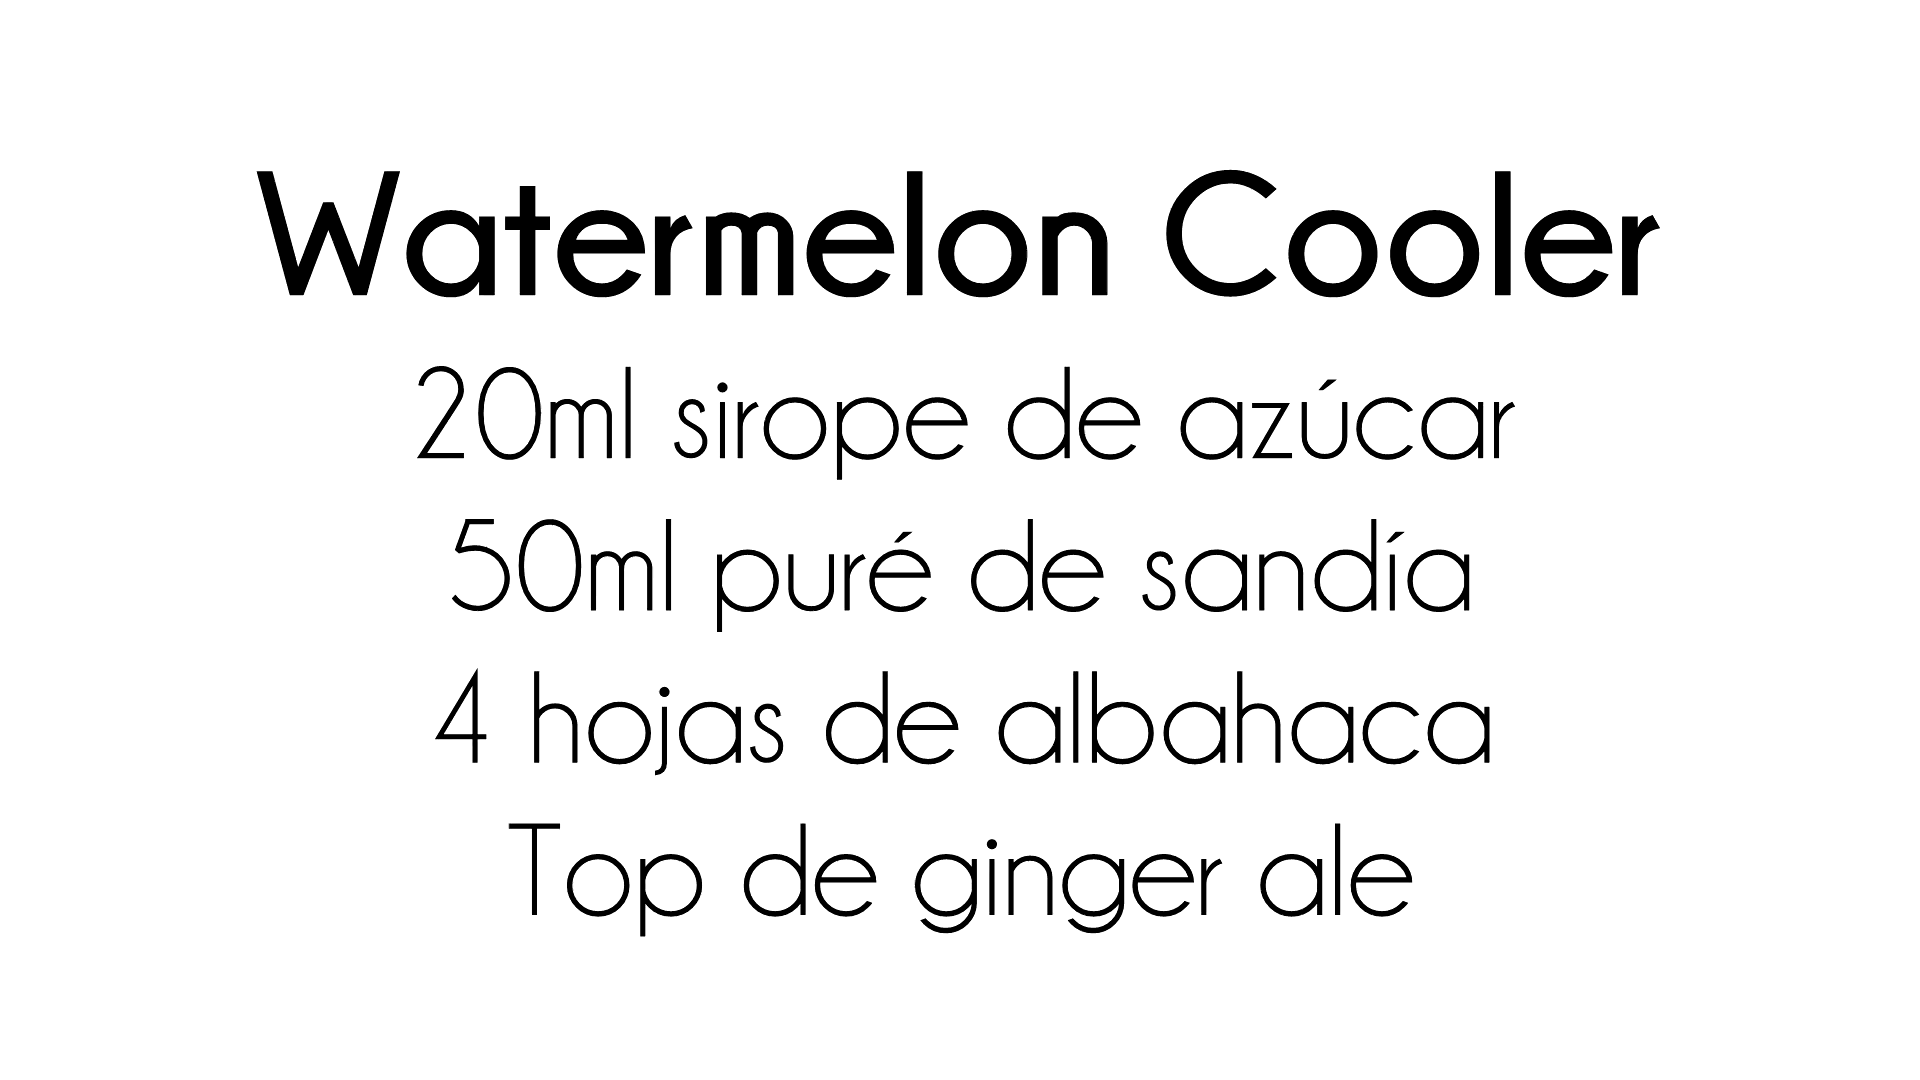 Watermelon Cooler
20ml sirope de azúcar
50ml puré de sandía
4 hojas de albahaca
Top de ginger ale